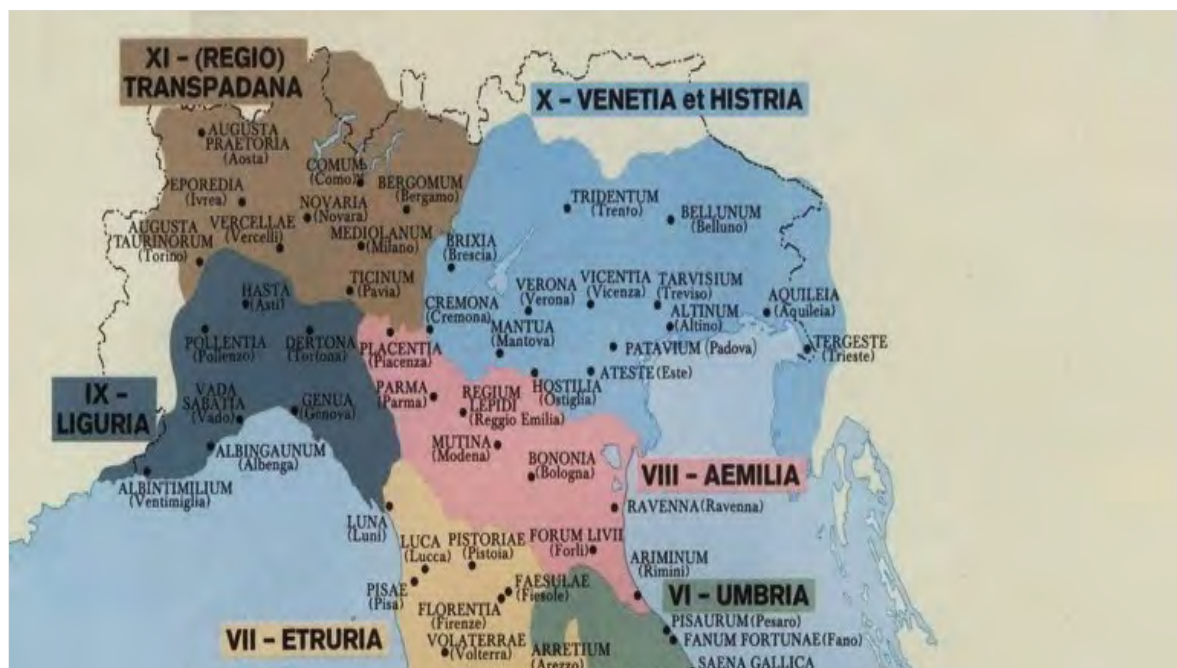 XI – (REGIO)
TRANSPADANA
X – VENETIA et HISTRIA
AUGUSTA
PRAETORIA
(Aosta)
COMUM
(Como)
EPOREDIA
(Ivrea)
BERGOMUM
(Bergamo)
NOVARIA
(Novara)
TRIDENTUM
(Trento)
BELLUNUM
(Belluno)
AUGUSTA
TAURINORUM
(Torino)
VERCELLAE
(Vercelli)
MEDIOLANUM
(Milano)
BRIXIA
(Brescia)
TICINUM
(Pavia)
VERONA
(Verona)
VICENTIA
(Vicenza)
TARVISIUM
(Treviso)
AQUILEIA
(Aquileia)
HASTA
(Asti)
CREMONA
(Cremona)
ALTINUM
(Altino)
POLLENTIA
(Pollenzo)
DERTONA
(Tortona)
PLACENTIA
(Piacenza)
MANTUA
(Mantova)
PATAVIUM (Padova)
TERGESTE
(Trieste)
IX –
LIGURIA
VADA
SABATIA
(Vado)
GENUA
(Genova)
PARMA
(Parma)
REGIUM
LEPIDI
(Reggio Emilia)
HOSTILIA
(Ostiglia)
ATESTE (Este)
ALBINGAUNUM
(Albenga)
MUTINA
(Modena)
BONONIA
(Bologna)
VIII – AEMILIA
ALBINTIMILIUM
(Ventimiglia)
LUNA
(Luni)
RAVENNA (Ravenna)
LUCA
(Lucca)
PISTORIAE
(Pistoia)
FORUM LIVII
(Forlì)
ARIMINUM
(Rimini)
PISAE
(Pisa)
FAESULAE
(Fiesole)
FLORENTIA
(Firenze)
VI – UMBRIA
VII – ETRURIA
VOLATERRAE
(Volterra)
ARRETIUM
(Arezzo)
PISAURUM (Pesaro)
FANUM FORTUNAE (Fano)
SAENA GALLICA